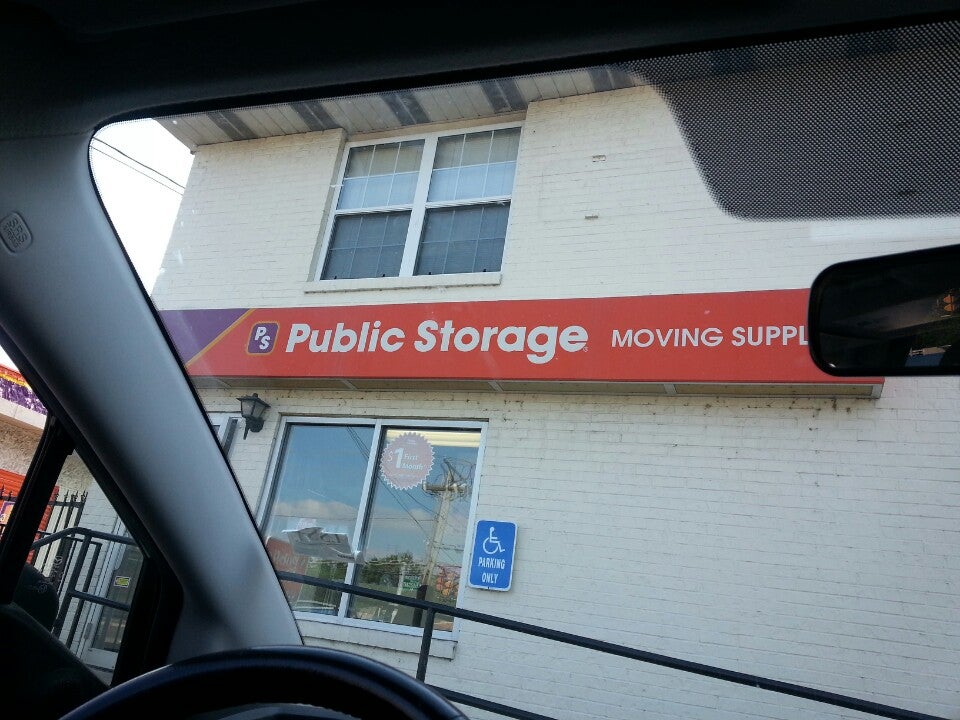 PS Public Storage MOVING SUPPL
$1 First
Month
PARKING
ONLY